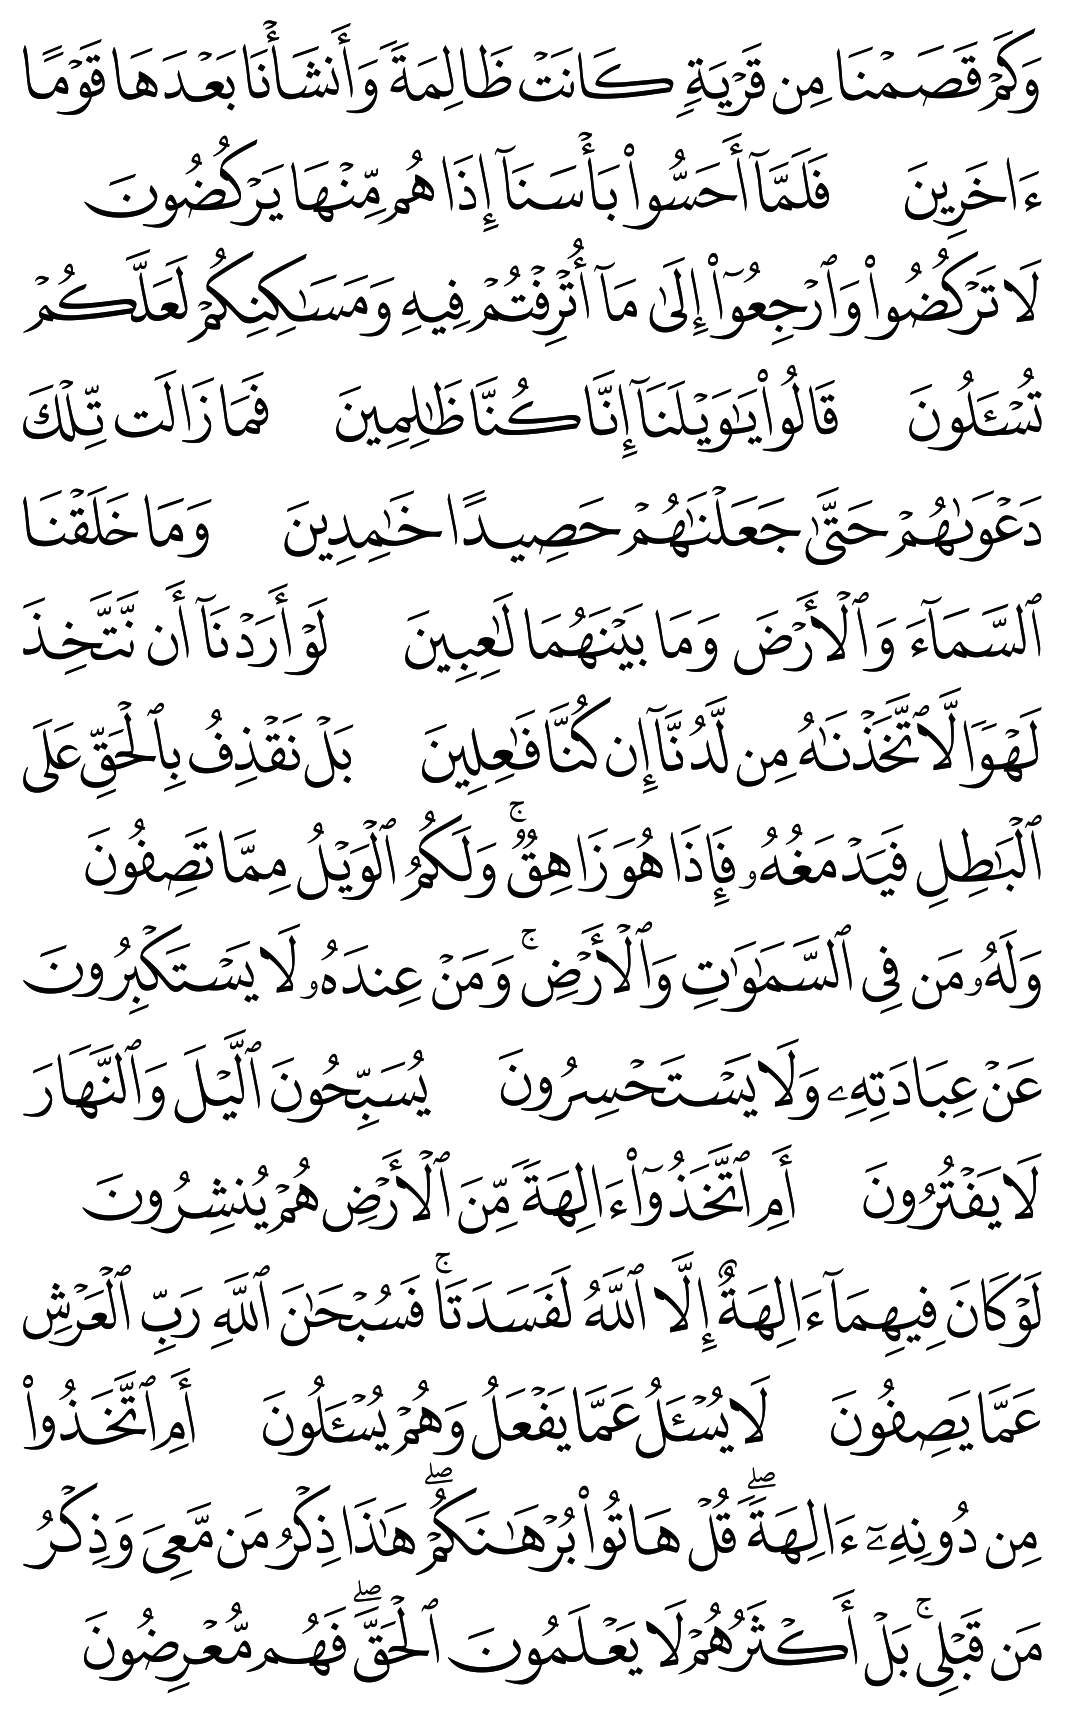 وَكَمۡ قَصَمۡنَا مِن قَرۡيَةٖ كَانَتۡ ظَالِمَةٗ وَأَنشَأۡنَا بَعۡدَهَا قَوۡمًا
ءَاخَرِينَ فَلَمَّآ أَحَسُّواْ بَأۡسَنَآ إِذَا هُم مِّنۡهَا يَرۡكُضُونَ
لَا تَرۡكُضُواْ وَٱرۡجِعُوٓاْ إِلَىٰ مَآ أُتۡرِفۡتُمۡ فِيهِ وَمَسَٰكِنِكُمۡ لَعَلَّكُمۡ
تُسۡـَٔلُونَ قَالُواْ يَٰوَيۡلَنَآ إِنَّا كُنَّا ظَٰلِمِينَ فَمَا زَالَت تِّلۡكَ
دَعۡوَىٰهُمۡ حَتَّىٰ جَعَلۡنَٰهُمۡ حَصِيدًا خَٰمِدِينَ وَمَا خَلَقۡنَا
ٱلسَّمَآءَ وَٱلۡأَرۡضَ وَمَا بَيۡنَهُمَا لَٰعِبِينَ لَوۡ أَرَدۡنَآ أَن نَّتَّخِذَ
لَهۡوٗا لَّٱتَّخَذۡنَٰهُ مِن لَّدُنَّآ إِن كُنَّا فَٰعِلِينَ بَلۡ نَقۡذِفُ بِٱلۡحَقِّ عَلَى
ٱلۡبَٰطِلِ فَيَدۡمَغُهُۥ فَإِذَا هُوَ زَاهِقٞۚ وَلَكُمُ ٱلۡوَيۡلُ مِمَّا تَصِفُونَ
وَلَهُۥ مَن فِي ٱلسَّمَٰوَٰتِ وَٱلۡأَرۡضِۚ وَمَنۡ عِندَهُۥ لَا يَسۡتَكۡبِرُونَ
عَنۡ عِبَادَتِهِۦ وَلَا يَسۡتَحۡسِرُونَ يُسَبِّحُونَ ٱلَّيۡلَ وَٱلنَّهَارَ
لَا يَفۡتُرُونَ أَمِ ٱتَّخَذُوٓاْ ءَالِهَةٗ مِّنَ ٱلۡأَرۡضِ هُمۡ يُنشِرُونَ
لَوۡ كَانَ فِيهِمَآ ءَالِهَةٌ إِلَّا ٱللَّهُ لَفَسَدَتَاۚ فَسُبۡحَٰنَ ٱللَّهِ رَبِّ ٱلۡعَرۡشِ
عَمَّا يَصِفُونَ لَا يُسۡـَٔلُ عَمَّا يَفۡعَلُ وَهُمۡ يُسۡـَٔلُونَ أَمِ ٱتَّخَذُواْ
مِن دُونِهِۦٓ ءَالِهَةٗۖ قُلۡ هَاتُواْ بُرۡهَٰنَكُمۡۖ هَٰذَا ذِكۡرُ مَن مَّعِيَ وَذِكۡرُ
مَن قَبۡلِيۚ بَلۡ أَكۡثَرُهُمۡ لَا يَعۡلَمُونَ ٱلۡحَقَّۖ فَهُم مُّعۡرِضُونَ